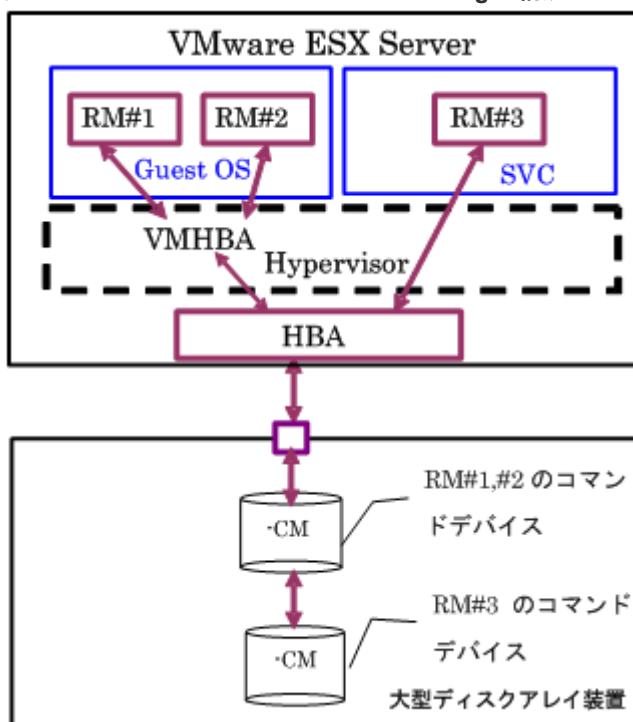 VMware ESX Server
RM#1
RM#2
RM#3
Guest OS
SVC
VMHBA
Hypervisor
HBA
-CM
RM#1,#2 のコマン
ドデバイス
-CM
RM#3 のコマンド
デバイス
大型ディスクアレイ装置